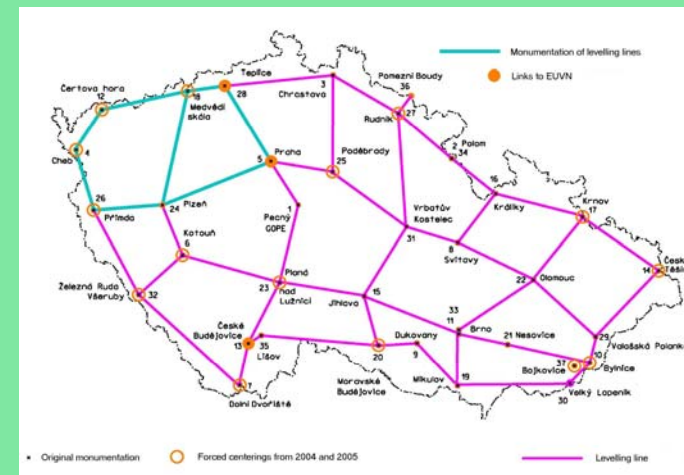 Monumentation of levelling lines
Links to EUVN
Teplice
28
3
Chrastava
Pomezní Boudy
36
Čertova hora
12
18
Medvědí
skála
Rudník
27
2 Polom
34
Cheb
4
Praha
5
Poděbrady
25
16
Králíky
Krnov
17
26
Přimda
24
Plzeň
Pecný
GOPE
1
Vrbatův
Kostelec
31
8
Svitavy
Kotouň
6
Česk
Těší
14
Železná Ruda
Všeruby
32
Planá
nad
Lužnicí
23
15
Jihlava
22
Olomouc
České
Budějovice
13
35
Lišov
Dukovany
9
20
Moravské
Budějovice
33
11
Brno
21 Nesovice
29
Valašská Polanka
Bojkovice
37
10
Bylnice
Mikulov
19
Velký Lopeník
30
Dolní Dvořiště
7
Original monumentation
Forced centerings from 2004 and 2005
Levelling line